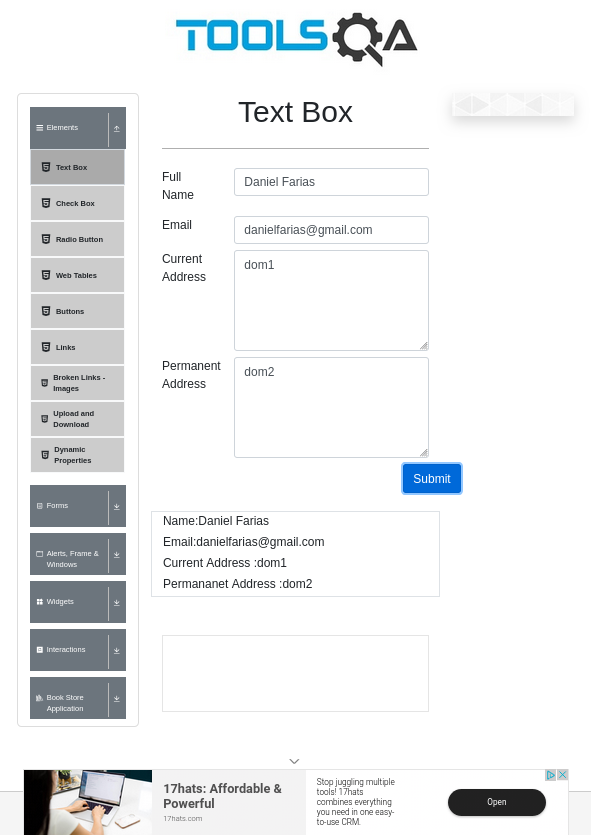 TOOLSQA
Elements
Text Box
Check Box
Radio Button
Web Tables
Buttons
Links
Broken Links -
Images
Upload and
Download
Dynamic
Properties
Forms
Alerts, Frame &
Windows
Widgets
Interactions
Book Store
Application
Text Box
Full
Name
Daniel Farias
Email
danielfarias@gmail.com
Current
Address
dom1
Permanent
Address
dom2
Submit
Name:Daniel Farias
Email:danielfarias@gmail.com
Current Address :dom1
Permananet Address :dom2
17hats: Affordable &
Powerful
17hats.com
Stop juggling multiple
tools! 17hats
combines everything
you need in one easy-
to-use CRM.
Open